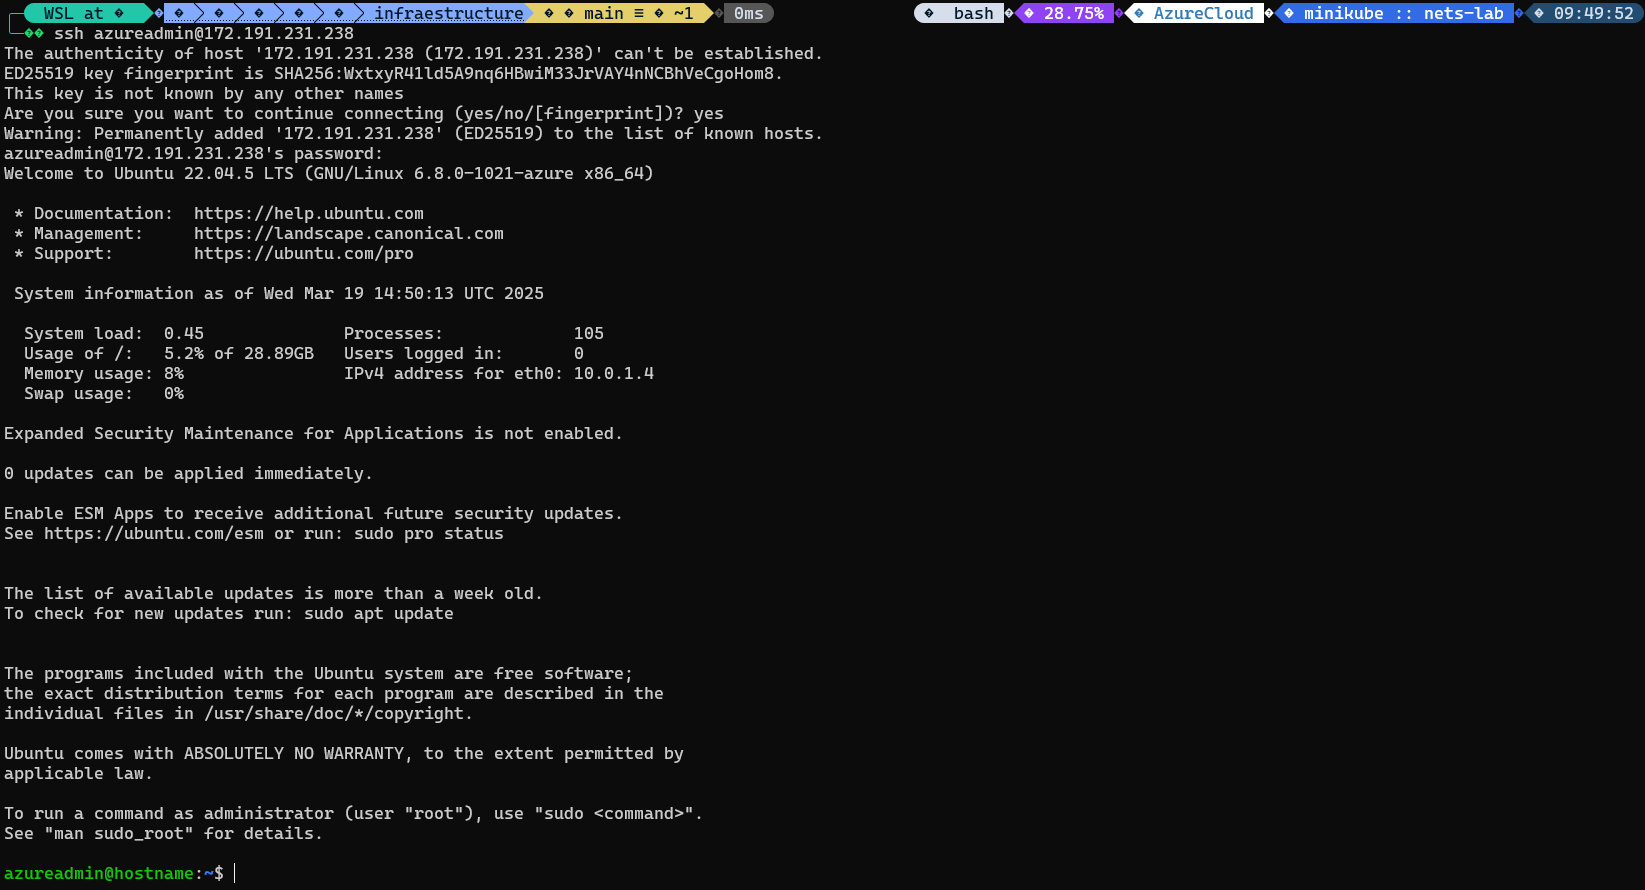 WSL at � � � � � � � infraestructure � � main ≡ � ~1 � 0ms � bash � � 28.75% � � AzureCloud � � minikube :: nets-lab � � 09:49:52
�� ssh azureadmin@172.191.231.238
The authenticity of host '172.191.231.238 (172.191.231.238)' can't be established.
ED25519 key fingerprint is SHA256:WxtxyR41ld5A9nq6HBwiM33JrVAY4nNCBhVeCgoHom8.
This key is not known by any other names
Are you sure you want to continue connecting (yes/no/[fingerprint])? yes
Warning: Permanently added '172.191.231.238' (ED25519) to the list of known hosts.
azureadmin@172.191.231.238's password:
Welcome to Ubuntu 22.04.5 LTS (GNU/Linux 6.8.0-1021-azure x86_64)
* Documentation:  https://help.ubuntu.com
* Management:     https://landscape.canonical.com
* Support:        https://ubuntu.com/pro
System information as of Wed Mar 19 14:50:13 UTC 2025
System load:  0.45              Processes:             105
Usage of /:   5.2% of 28.89GB   Users logged in:       0
Memory usage: 8%                IPv4 address for eth0: 10.0.1.4
Swap usage:   0%
Expanded Security Maintenance for Applications is not enabled.
0 updates can be applied immediately.
Enable ESM Apps to receive additional future security updates.
See https://ubuntu.com/esm or run: sudo pro status
The list of available updates is more than a week old.
To check for new updates run: sudo apt update
The programs included with the Ubuntu system are free software;
the exact distribution terms for each program are described in the
individual files in /usr/share/doc/*/copyright.
Ubuntu comes with ABSOLUTELY NO WARRANTY, to the extent permitted by
applicable law.
To run a command as administrator (user "root"), use "sudo <command>".
See "man sudo_root" for details.
azureadmin@hostname:~$